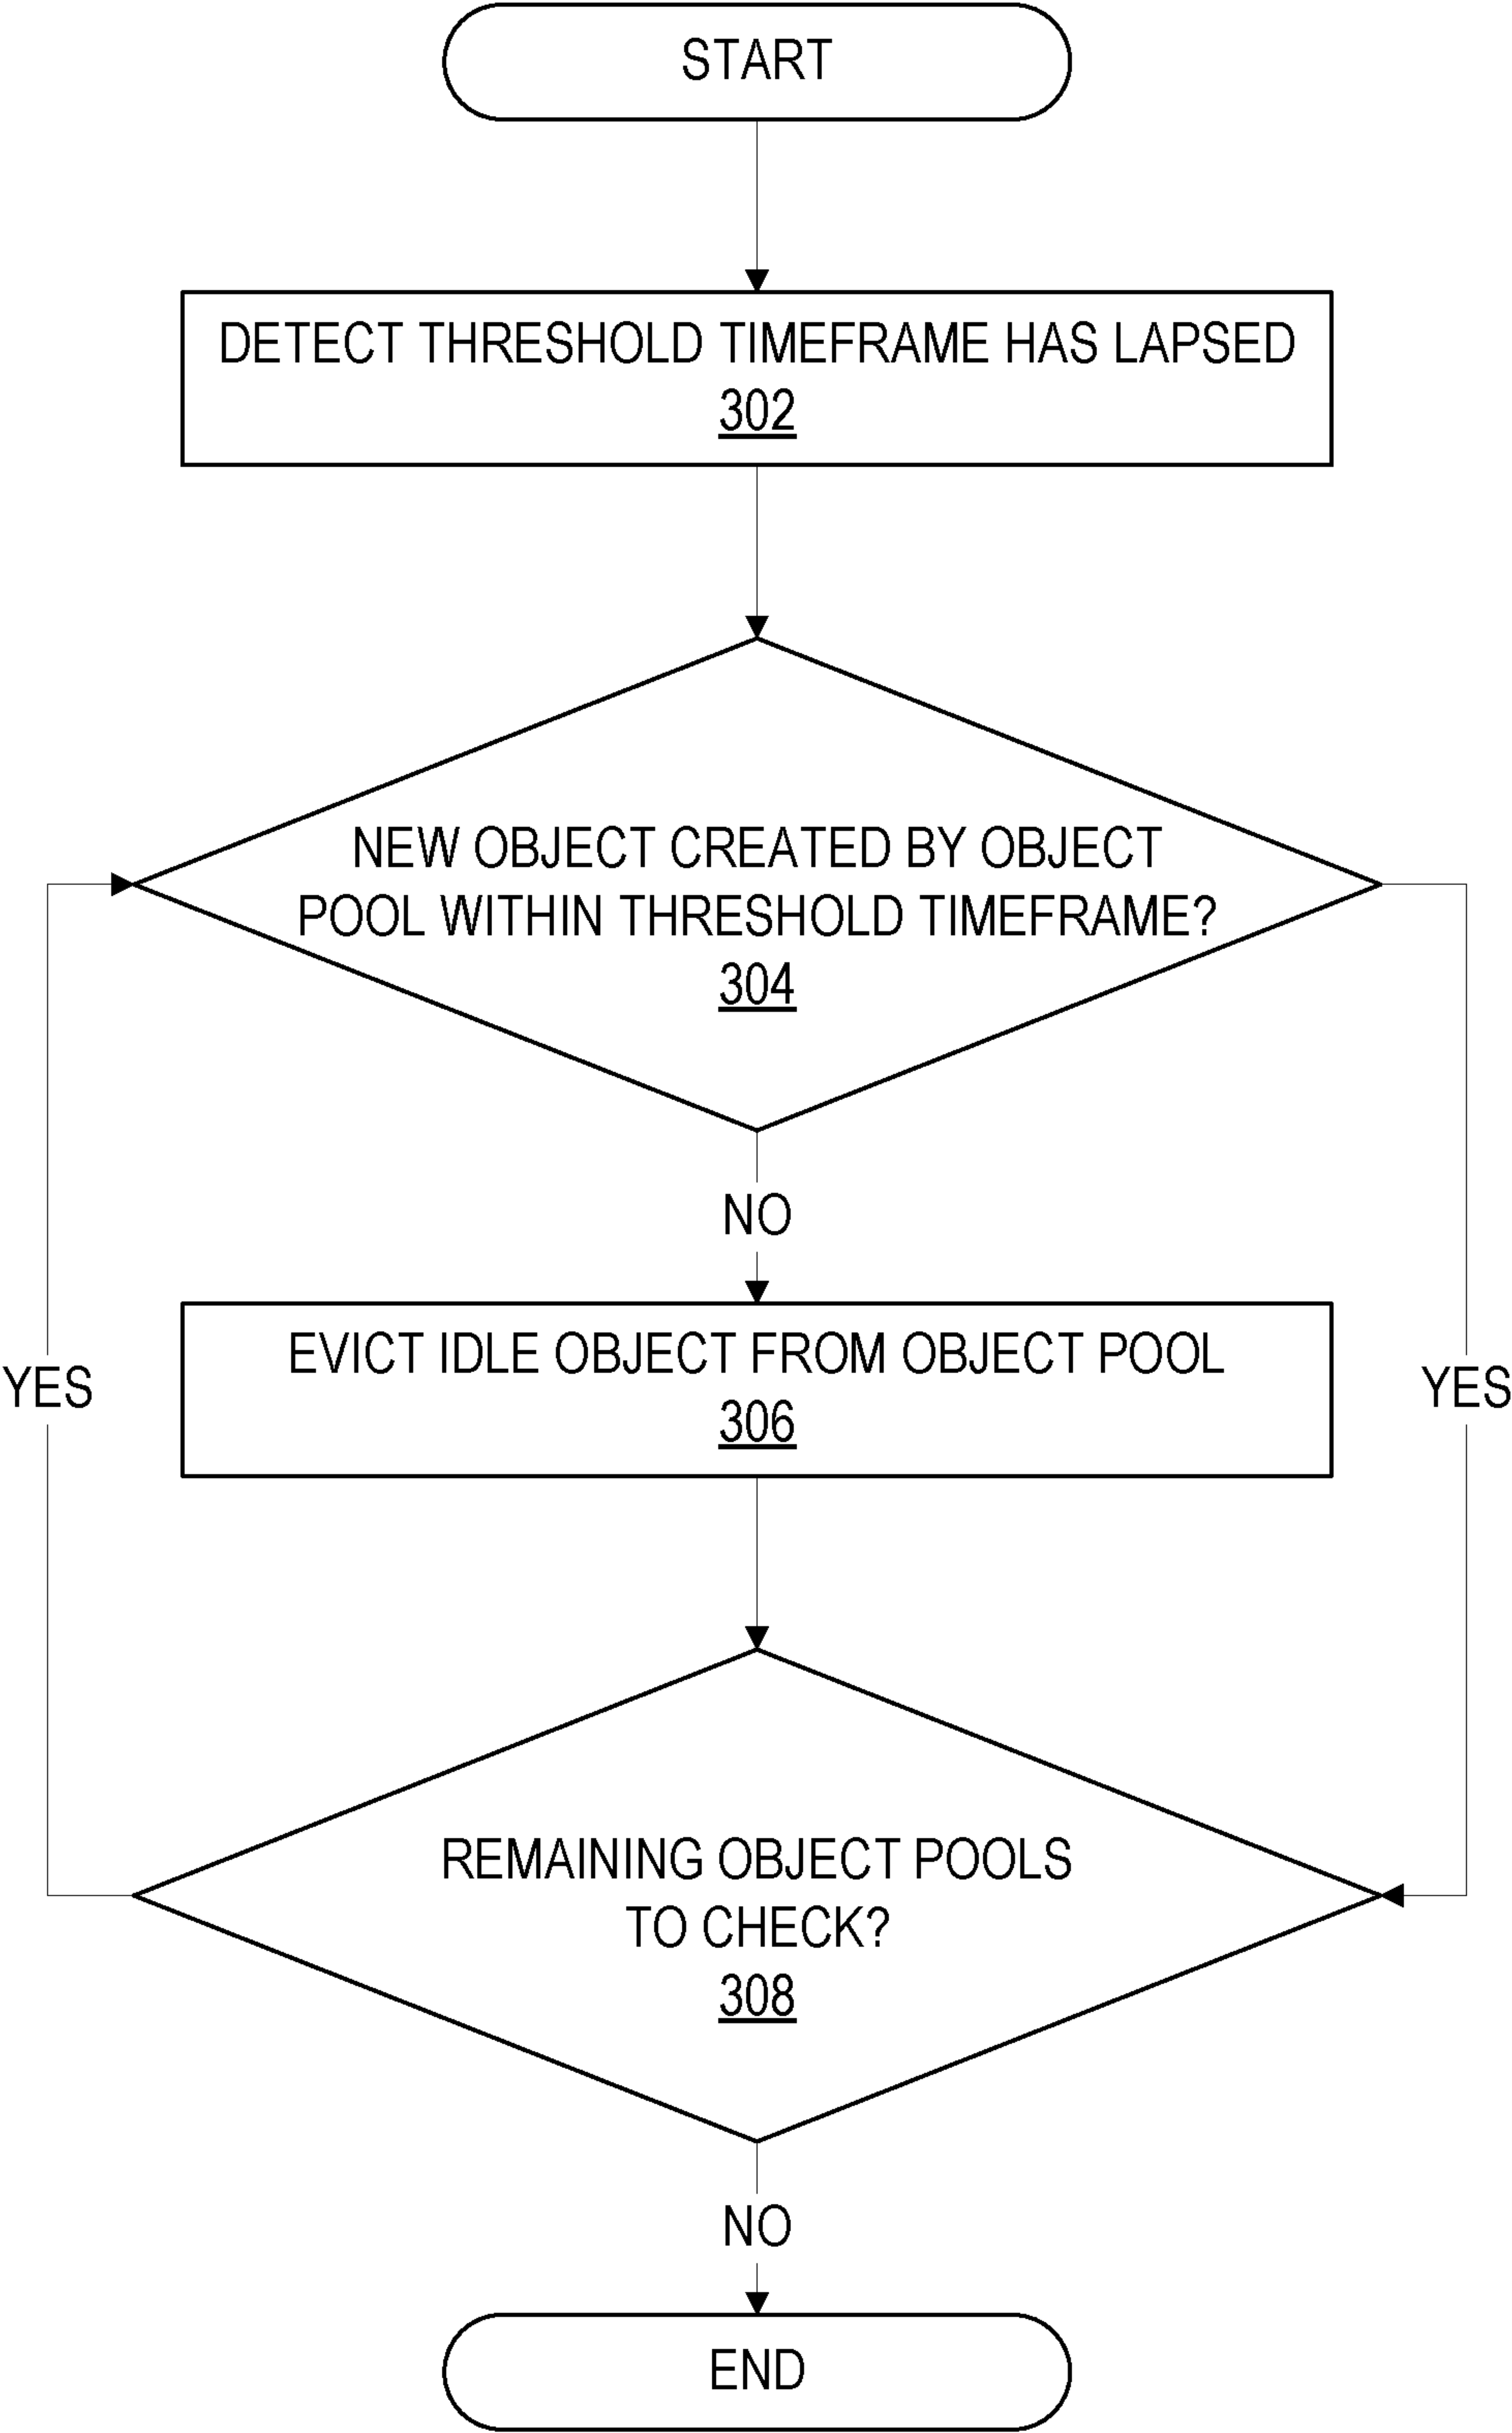 START
DETECT THRESHOLD TIMEFRAME HAS LAPSED
302
NEW OBJECT CREATED BY OBJECT
POOL WITHIN THRESHOLD TIMEFRAME?
304
NO
EVICT IDLE OBJECT FROM OBJECT POOL
306
YES
YES
REMAINING OBJECT POOLS
TO CHECK?
308
NO
END